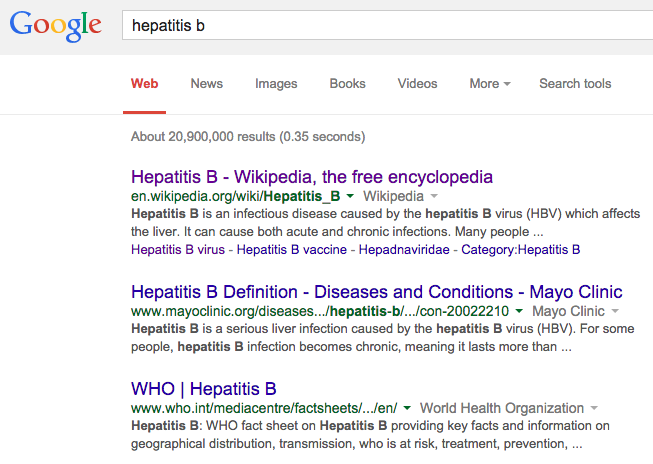 Google
hepatitis b
Web News Images Books Videos More Search tools
About 20,900,000 results (0.35 seconds)
Hepatitis B - Wikipedia, the free encyclopedia
en.wikipedia.org/wiki/Hepatitis_B Wikipedia
Hepatitis B is an infectious disease caused by the hepatitis B virus (HBV) which affects
the liver. It can cause both acute and chronic infections. Many people ...
Hepatitis B virus - Hepatitis B vaccine - Hepadnaviridae - Category:Hepatitis B
Hepatitis B Definition - Diseases and Conditions - Mayo Clinic
www.mayoclinic.org/diseases.../hepatitis-b/.../con-20022210 Mayo Clinic
Hepatitis B is a serious liver infection caused by the hepatitis B virus (HBV). For some
people, hepatitis B infection becomes chronic, meaning it lasts more than ...
WHO | Hepatitis B
www.who.int/mediacentre/factsheets/.../en/ World Health Organization
Hepatitis B: WHO fact sheet on Hepatitis B providing key facts and information on
geographical distribution, transmission, who is at risk, treatment, prevention, ...